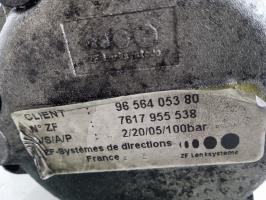 CLIENT 96 564 053 80
N° ZF 7617 955 538
V/S/A/P 2/20/05/100bar
ZF-Systèmes de directions
France ZF Lenksysteme